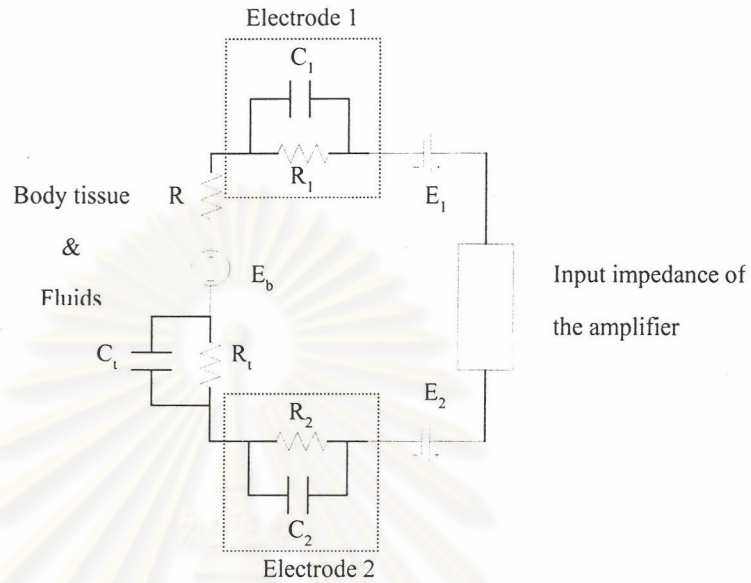 Electrode 1
C1
R1
E1
Body tissue
&
Fluids
R
Eb
Ct
Rt
Input impedance of
the amplifier
E2
R2
C2
Electrode 2